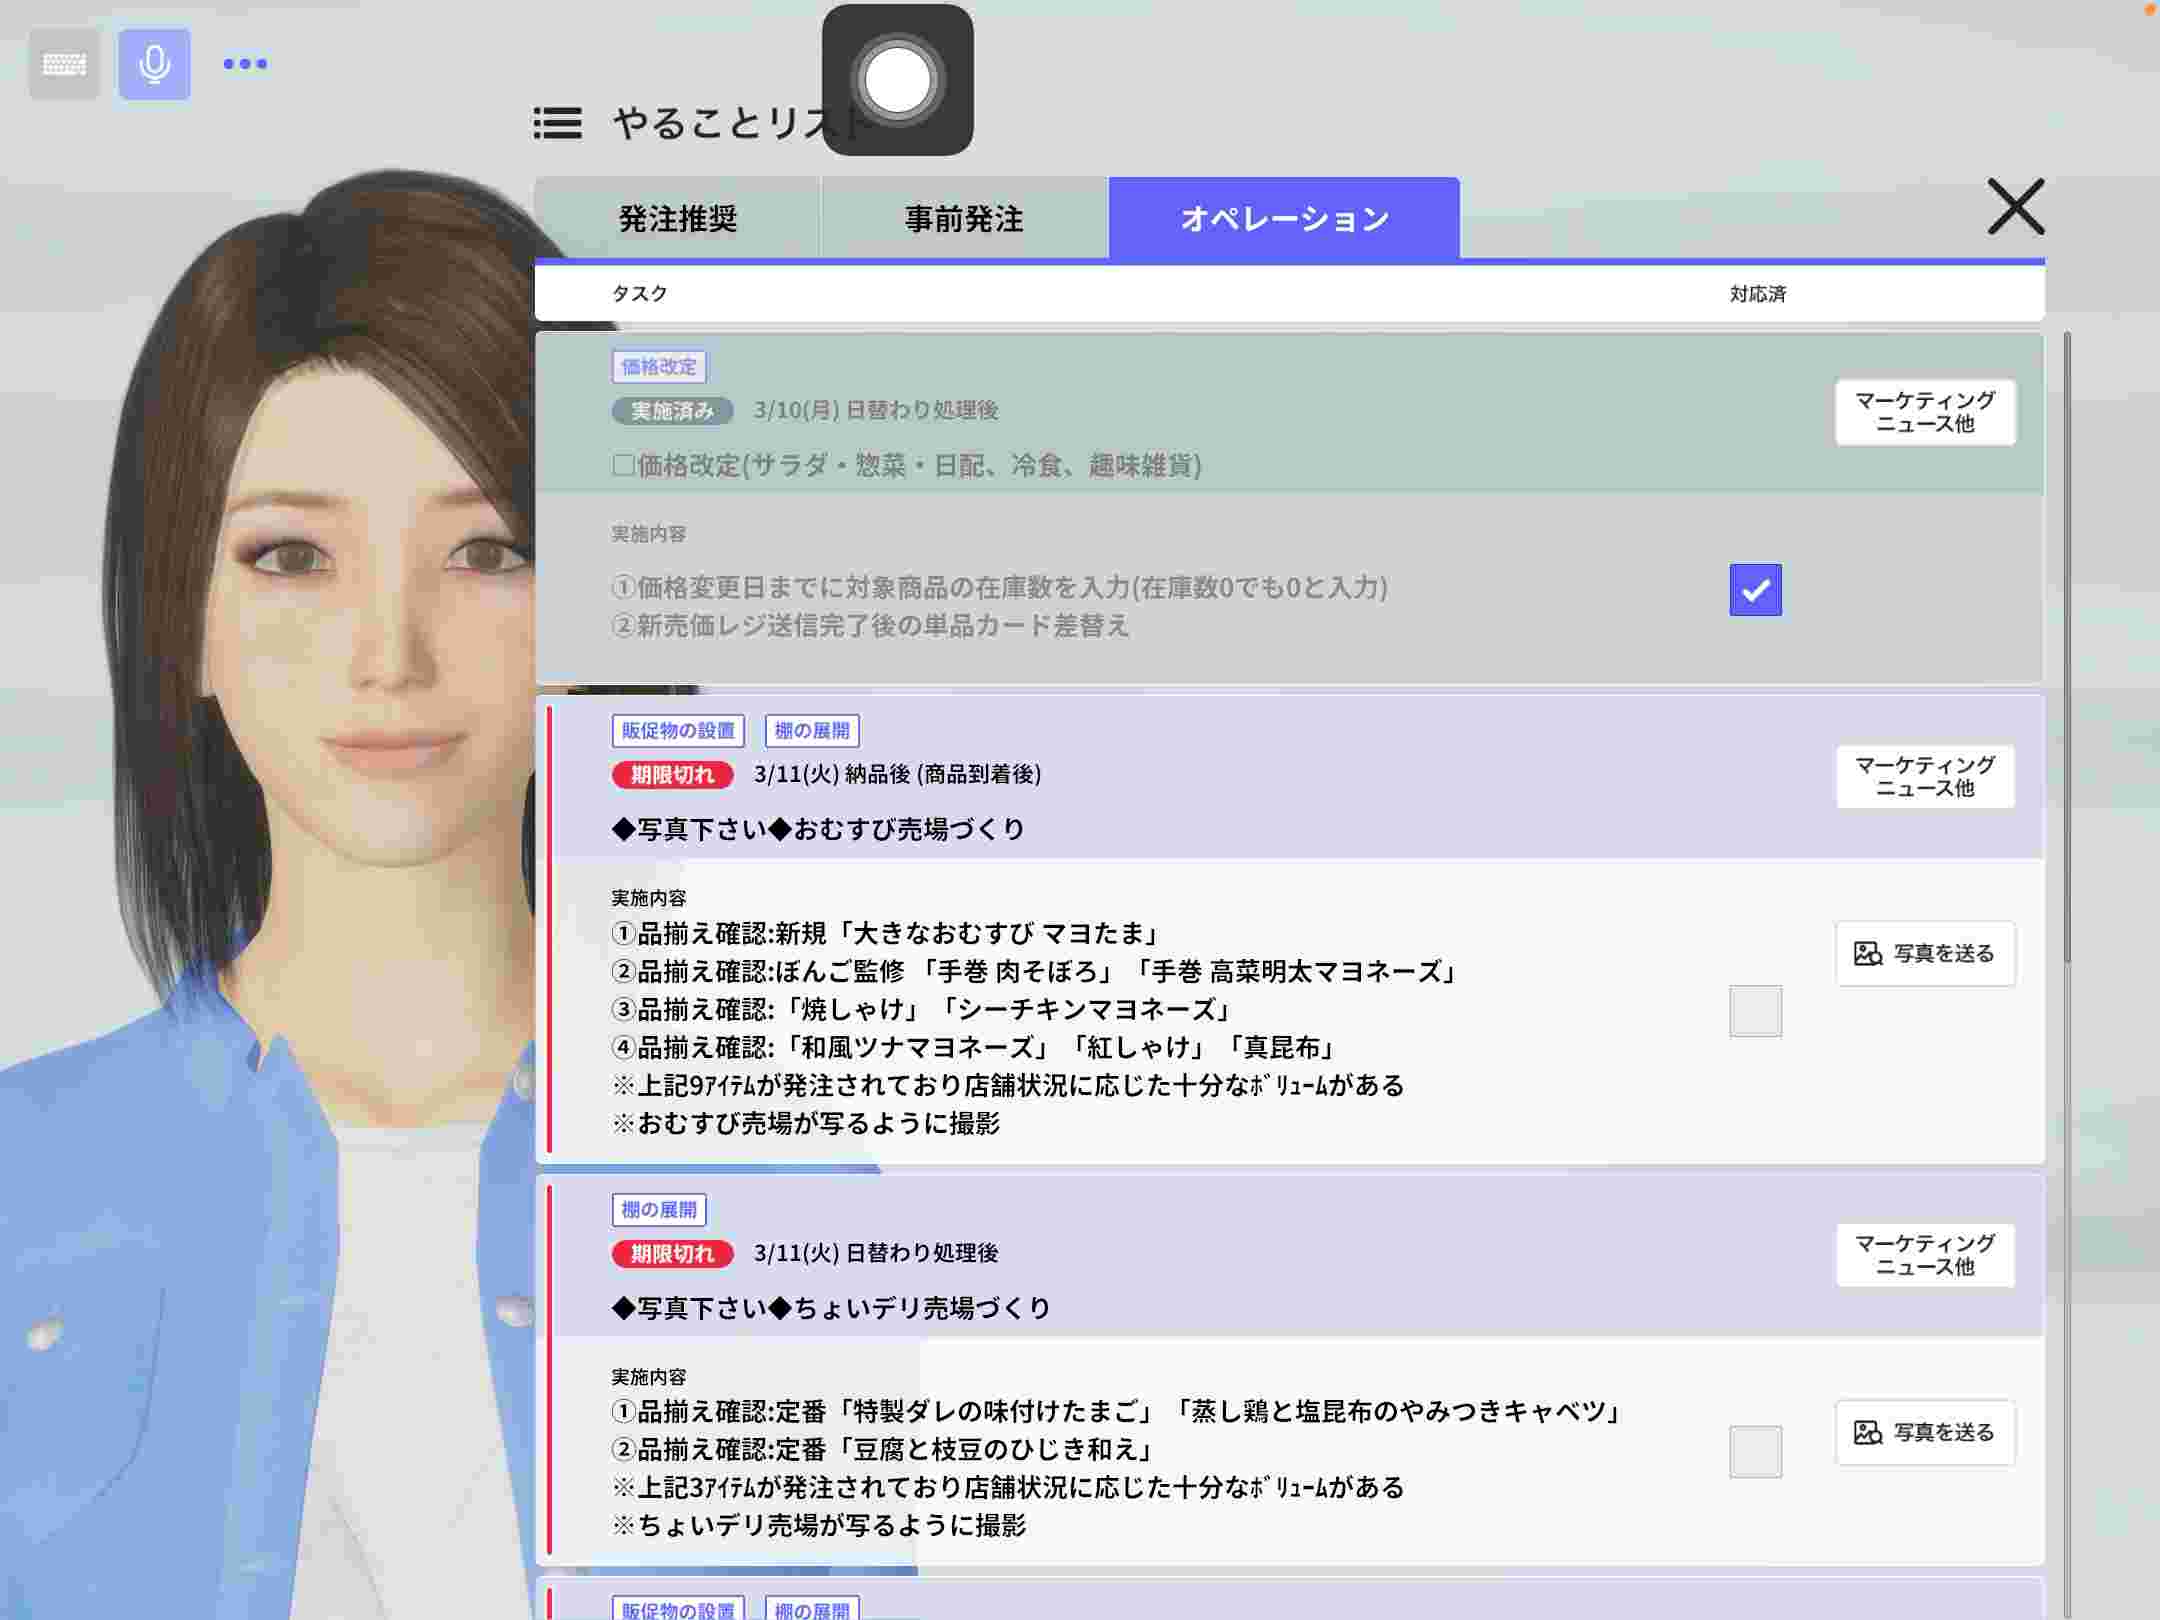 やることリスト
発注推奨
事前発注
オペレーション
タスク
対応済
価格改定
実施済み 3/10(月) 日替わり処理後
マーケティング
ニュース他
□価格改定(サラダ・惣菜・日配、冷食、趣味雑貨)
実施内容
①価格変更日までに対象商品の在庫数を入力(在庫数0でも0と入力)
②新売価レジ送信完了後の単品カード差替え
販促物の設置 棚の展開
期限切れ 3/11(火) 納品後 (商品到着後)
マーケティング
ニュース他
◆写真下さい◆おむすび売場づくり
実施内容
①品揃え確認:新規「大きなおむすび マヨたま」
②品揃え確認:ぼんご監修 「手巻 肉そぼろ」「手巻 高菜明太マヨネーズ」
③品揃え確認:「焼しゃけ」「シーチキンマヨネーズ」
④品揃え確認:「和風ツナマヨネーズ」「紅しゃけ」「真昆布」
※上記9ｱｲﾃﾑが発注されており店舗状況に応じた十分なﾎﾞﾘｭｰﾑがある
※おむすび売場が写るように撮影
写真を送る
棚の展開
期限切れ 3/11(火) 日替わり処理後
マーケティング
ニュース他
◆写真下さい◆ちょいデリ売場づくり
実施内容
①品揃え確認:定番「特製ダレの味付けたまご」「蒸し鶏と塩昆布のやみつきキャベツ」
②品揃え確認:定番「豆腐と枝豆のひじき和え」
※上記3ｱｲﾃﾑが発注されており店舗状況に応じた十分なﾎﾞﾘｭｰﾑがある
※ちょいデリ売場が写るように撮影
写真を送る
販促物の設置 棚の展開